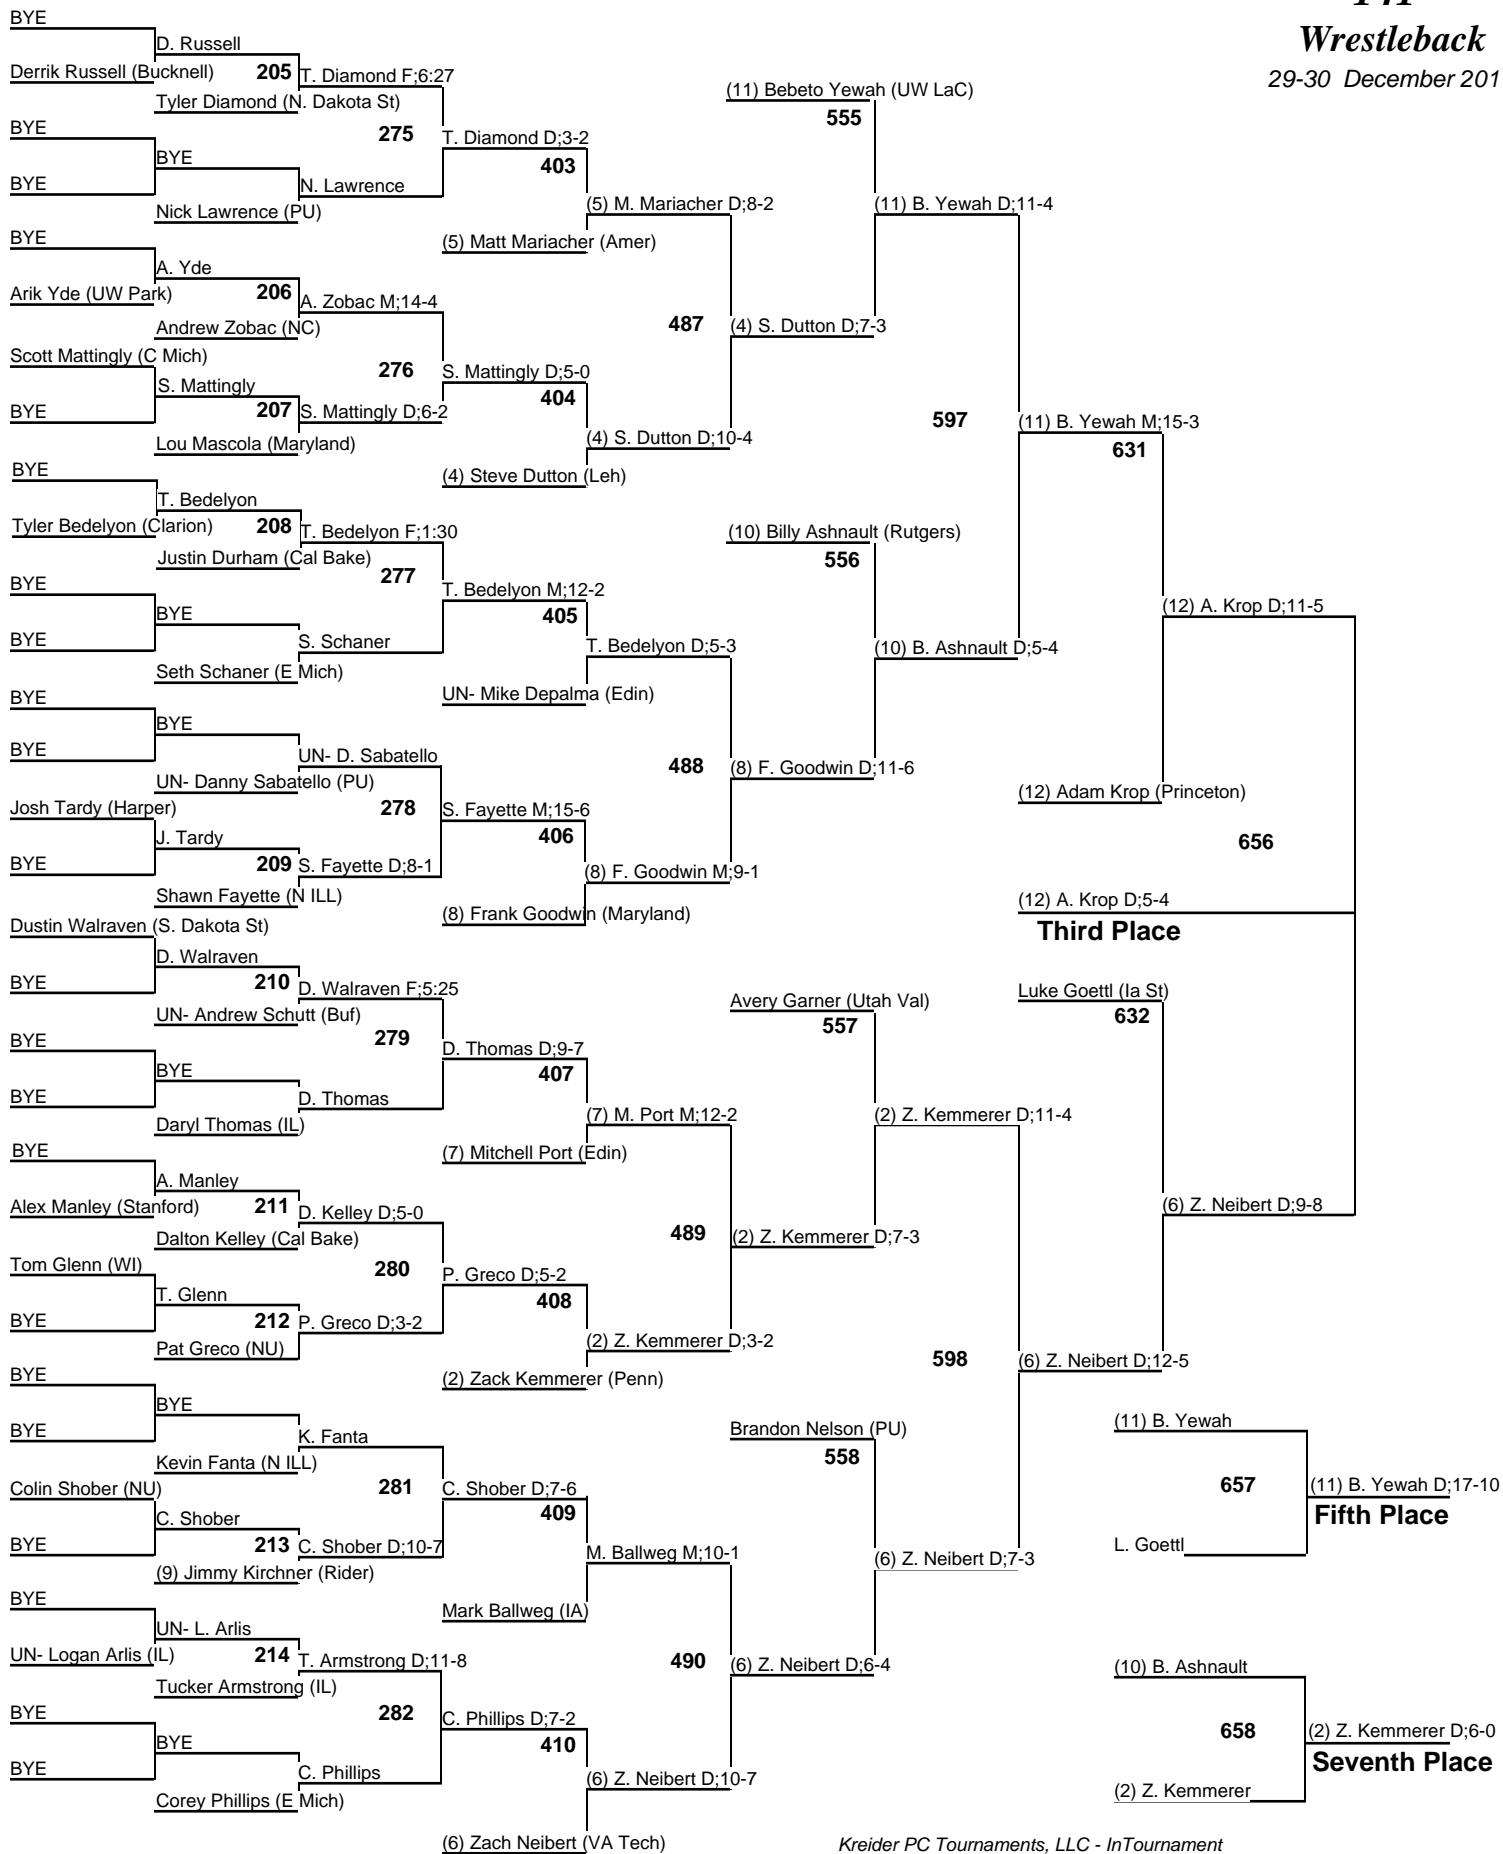 Wrestleback
29-30 December 201
BYE
D. Russell
Derrik Russell (Bucknell)
205
T. Diamond F;6:27
Tyler Diamond (N. Dakota St)
BYE
275
T. Diamond D;3-2
BYE
403
BYE
N. Lawrence
Nick Lawrence (PU)
(5) M. Mariacher D;8-2
(5) Matt Mariacher (Amer)
BYE
A. Yde
Arik Yde (UW Park)
206
A. Zobac M;14-4
Andrew Zobac (NC)
487
(4) S. Dutton D;7-3
Scott Mattingly (C Mich)
276
S. Mattingly D;5-0
S. Mattingly
404
BYE
207
S. Mattingly D;6-2
Lou Mascola (Maryland)
(4) S. Dutton D;10-4
(4) Steve Dutton (Leh)
(11) Bebeto Yewah (UW LaC)
555
(11) B. Yewah D;11-4
597
(11) B. Yewah M;15-3
631
BYE
T. Bedelyon
Tyler Bedelyon (Clarion)
208
T. Bedelyon F;1:30
Justin Durham (Cal Bake)
277
BYE
T. Bedelyon M;12-2
BYE
405
BYE
S. Schaner
Seth Schaner (E Mich)
T. Bedelyon D;5-3
UN- Mike Depalma (Edin)
(10) Billy Ashnault (Rutgers)
556
(10) B. Ashnault D;5-4
(12) A. Krop D;11-5
BYE
BYE
BYE
UN- D. Sabatello
UN- Danny Sabatello (PU)
488
(8) F. Goodwin D;11-6
Josh Tardy (Harper)
278
S. Fayette M;15-6
J. Tardy
406
BYE
209
S. Fayette D;8-1
Shawn Fayette (N ILL)
(8) F. Goodwin M;9-1
(8) Frank Goodwin (Maryland)
(12) Adam Krop (Princeton)
656
(12) A. Krop D;5-4
Third Place
Dustin Walraven (S. Dakota St)
D. Walraven
BYE
210
D. Walraven F;5:25
UN- Andrew Schutt (Buf)
279
BYE
D. Thomas D;9-7
BYE
407
BYE
D. Thomas
Daryl Thomas (IL)
(7) M. Port M;12-2
(7) Mitchell Port (Edin)
Avery Garner (Utah Val)
557
Luke Goettl (Ia St)
632
(2) Z. Kemmerer D;11-4
BYE
A. Manley
Alex Manley (Stanford)
211
D. Kelley D;5-0
Dalton Kelley (Cal Bake)
489
(2) Z. Kemmerer D;7-3
(6) Z. Neibert D;9-8
Tom Glenn (WI)
280
P. Greco D;5-2
T. Glenn
408
BYE
212
P. Greco D;3-2
Pat Greco (NU)
(2) Z. Kemmerer D;3-2
(2) Zack Kemmerer (Penn)
598
(6) Z. Neibert D;12-5
BYE
BYE
BYE
K. Fanta
Kevin Fanta (N ILL)
Brandon Nelson (PU)
558
Colin Shober (NU)
281
C. Shober D;7-6
C. Shober
409
BYE
213
C. Shober D;10-7
(9) Jimmy Kirchner (Rider)
M. Ballweg M;10-1
Mark Ballweg (IA)
(6) Z. Neibert D;7-3
(11) B. Yewah
657
(11) B. Yewah D;17-10
Fifth Place
L. Goettl
BYE
UN- L. Arlis
UN- Logan Arlis (IL)
214
T. Armstrong D;11-8
Tucker Armstrong (IL)
490
(6) Z. Neibert D;6-4
BYE
282
C. Phillips D;7-2
BYE
410
BYE
C. Phillips
Corey Phillips (E Mich)
(6) Z. Neibert D;10-7
(6) Zach Neibert (VA Tech)
(10) B. Ashnault
658
(2) Z. Kemmerer D;6-0
Seventh Place
(2) Z. Kemmerer
Kreider PC Tournaments, LLC - InTournament